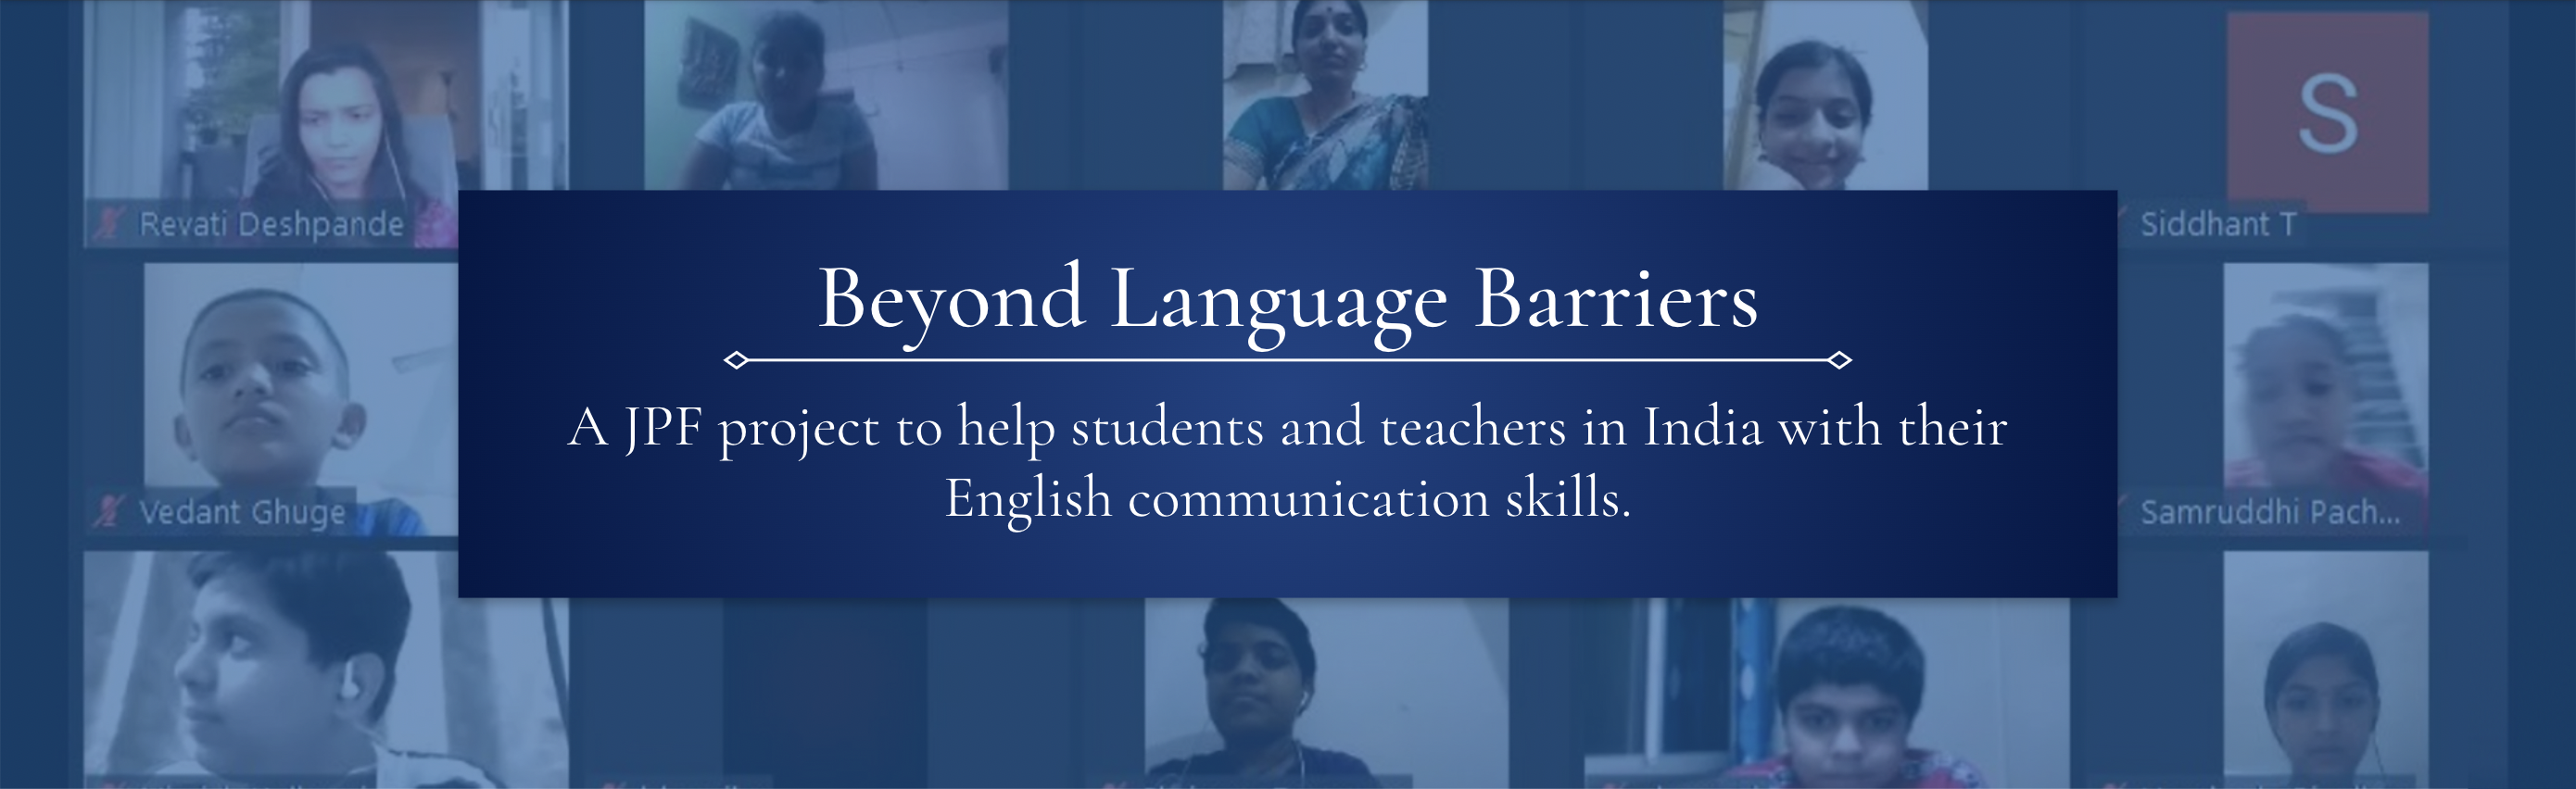 S
Revati Deshpande
Siddhant T
Beyond Language Barriers
A JPF project to help students and teachers in India with their
English communication skills.
Vedant Ghuge
Samruddhi Pach...